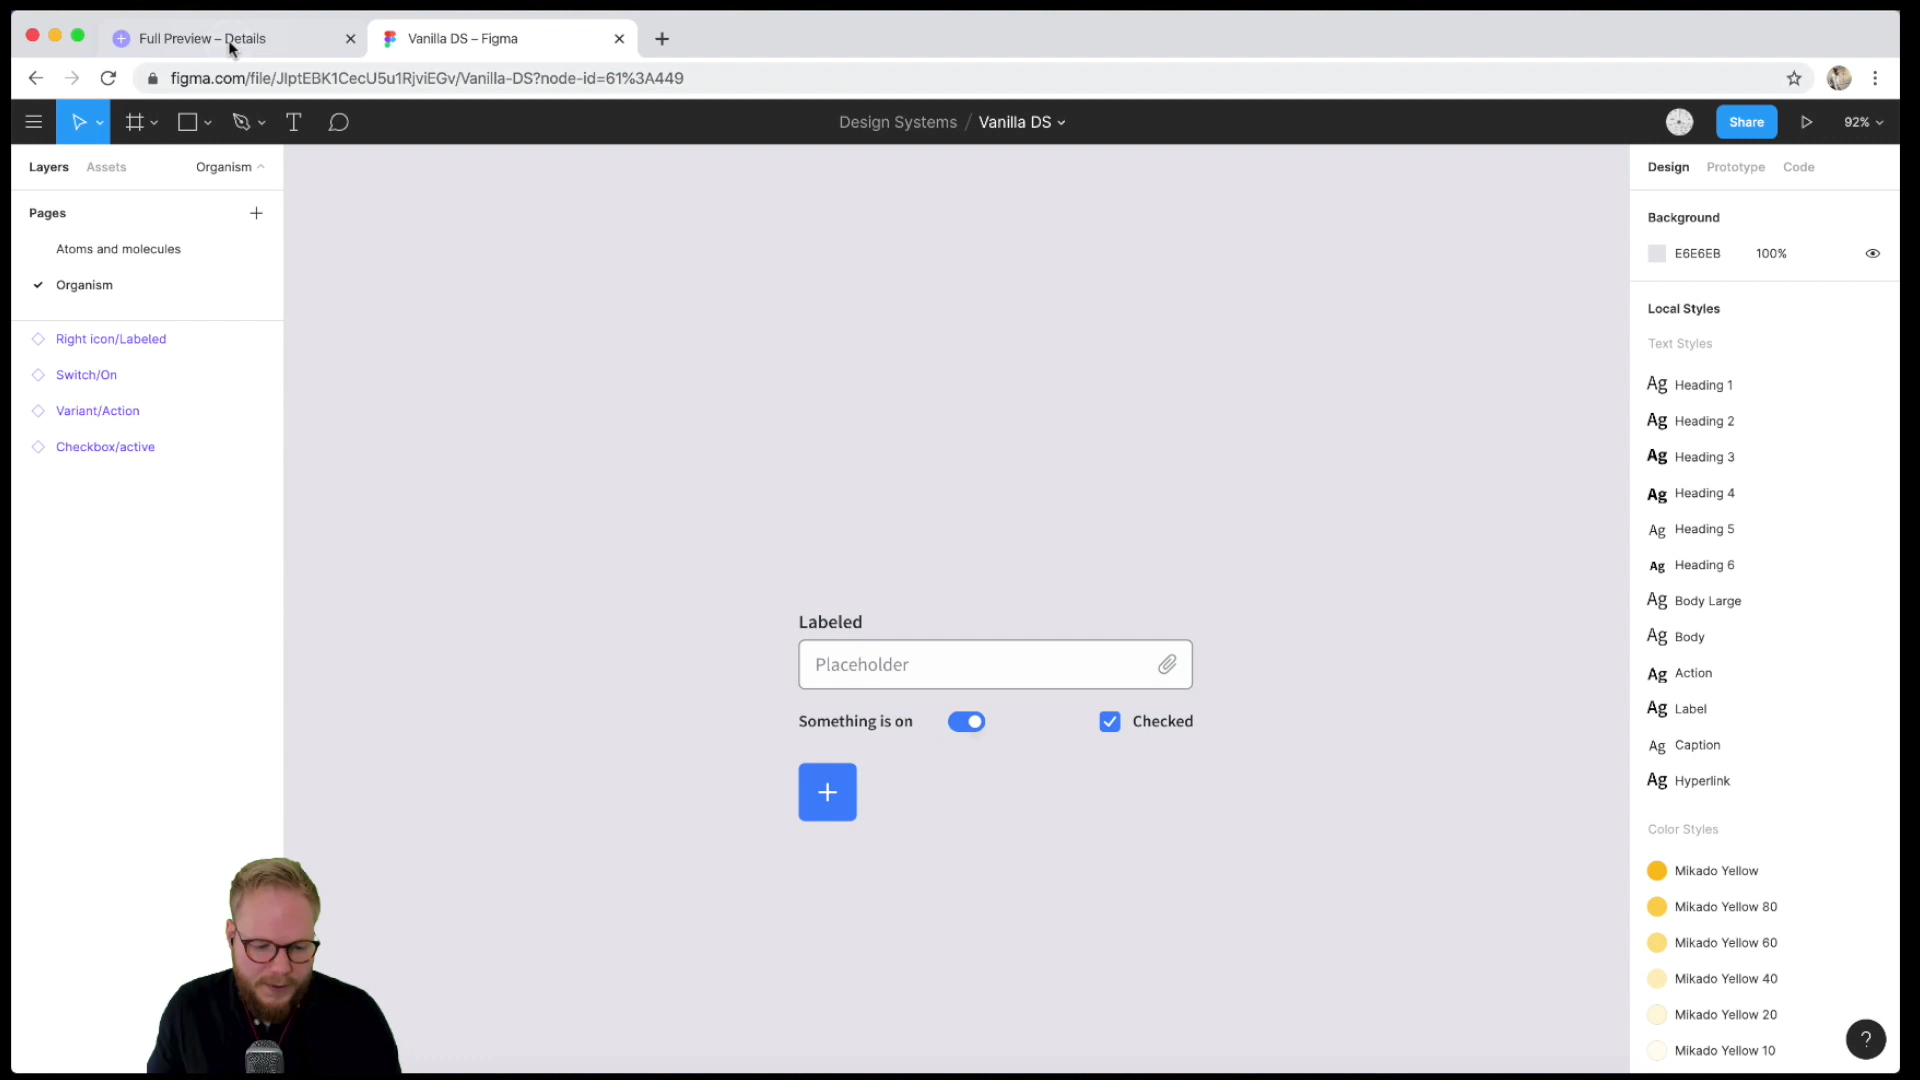 Full Preview – Details
Vanilla DS – Figma
figma.com/file/JIptEBK1CecU5u1RjviEGv/Vanilla-DS?node-id=61%3A449
Design Systems / Vanilla DS
Share
92%
Layers
Assets
Organism
Pages
Atoms and molecules
Organism
Right icon/Labeled
Switch/On
Variant/Action
Checkbox/active
Labeled
Placeholder
Something is on
Checked
Design
Prototype
Code
Background
E6E6EB
100%
Local Styles
Text Styles
Ag Heading 1
Ag Heading 2
Ag Heading 3
Ag Heading 4
Ag Heading 5
Ag Heading 6
Ag Body Large
Ag Body
Ag Action
Ag Label
Ag Caption
Ag Hyperlink
Color Styles
Mikado Yellow
Mikado Yellow 80
Mikado Yellow 60
Mikado Yellow 40
Mikado Yellow 20
Mikado Yellow 10
?